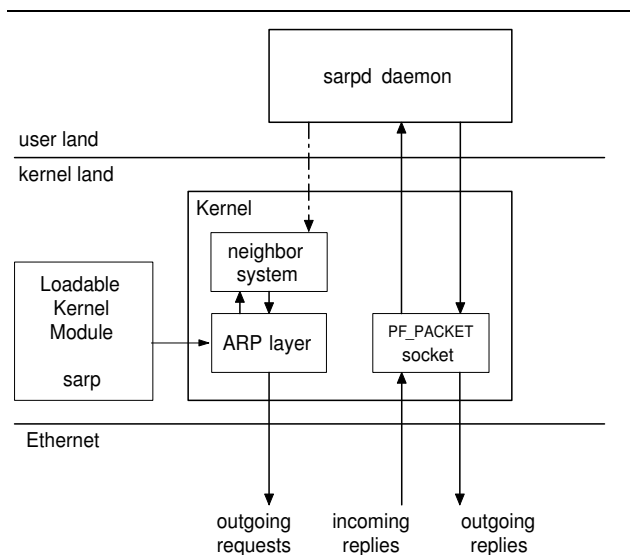 sarpd daemon
user land
kernel land
Kernel
neighbor
system
Loadable
Kernel
Module
sarp
ARP layer
PF_PACKET
socket
Ethernet
outgoing
requests
incoming
replies
outgoing
replies